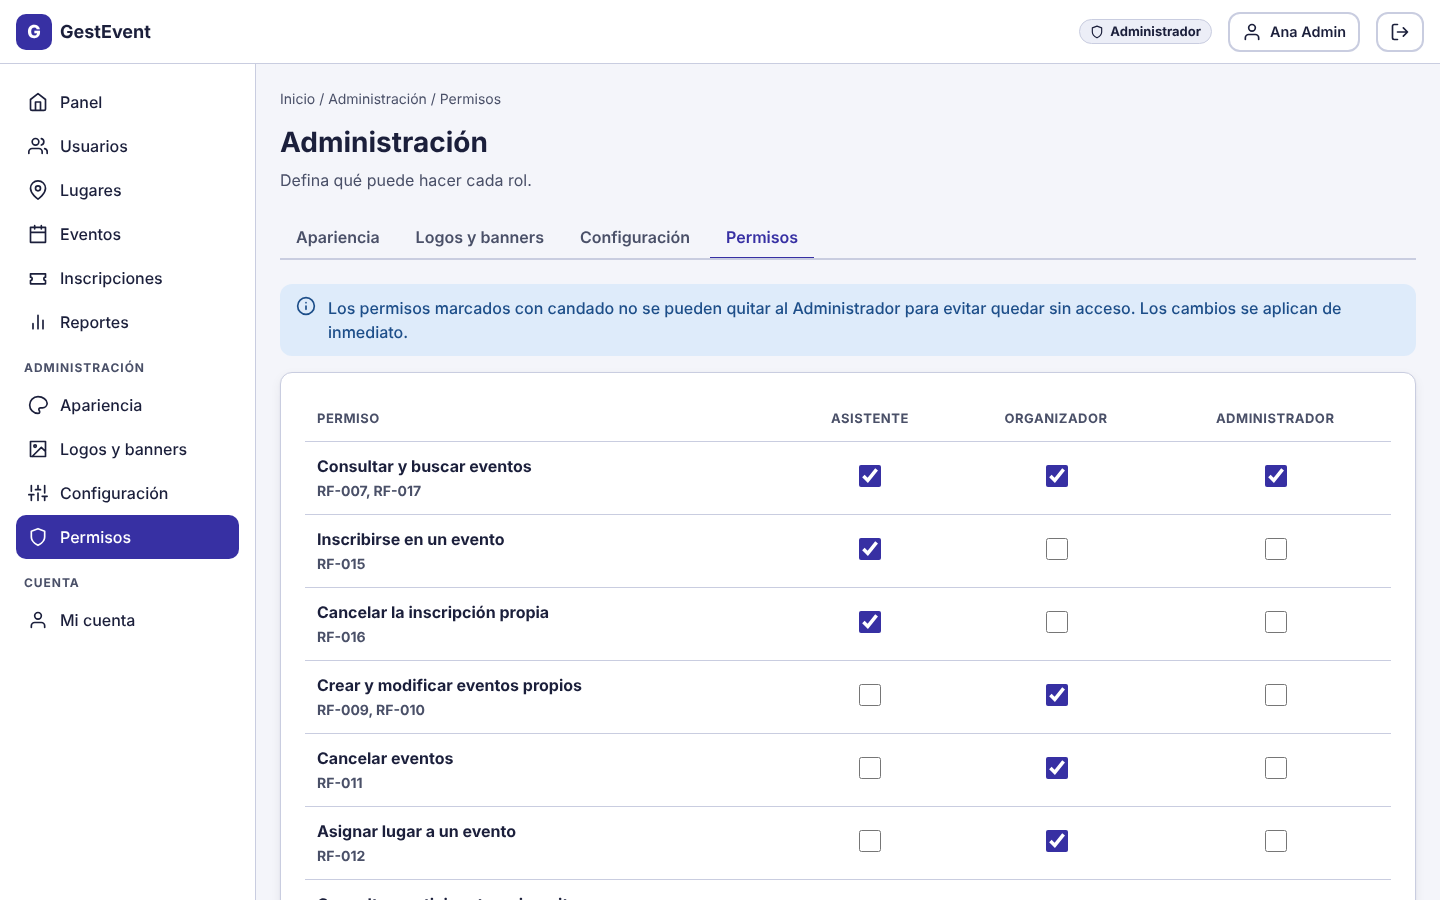 G GestEvent
Administrador
Ana Admin
Panel
Usuarios
Lugares
Eventos
Inscripciones
Reportes
ADMINISTRACIÓN
Apariencia
Logos y banners
Configuración
Permisos
CUENTA
Mi cuenta
Inicio / Administración / Permisos
Administración
Defina qué puede hacer cada rol.
Apariencia Logos y banners Configuración Permisos
Los permisos marcados con candado no se pueden quitar al Administrador para evitar quedar sin acceso. Los cambios se aplican de
inmediato.
PERMISO ASISTENTE ORGANIZADOR ADMINISTRADOR
Consultar y buscar eventos
RF-007, RF-017
Inscribirse en un evento
RF-015
Cancelar la inscripción propia
RF-016
Crear y modificar eventos propios
RF-009, RF-010
Cancelar eventos
RF-011
Asignar lugar a un evento
RF-012